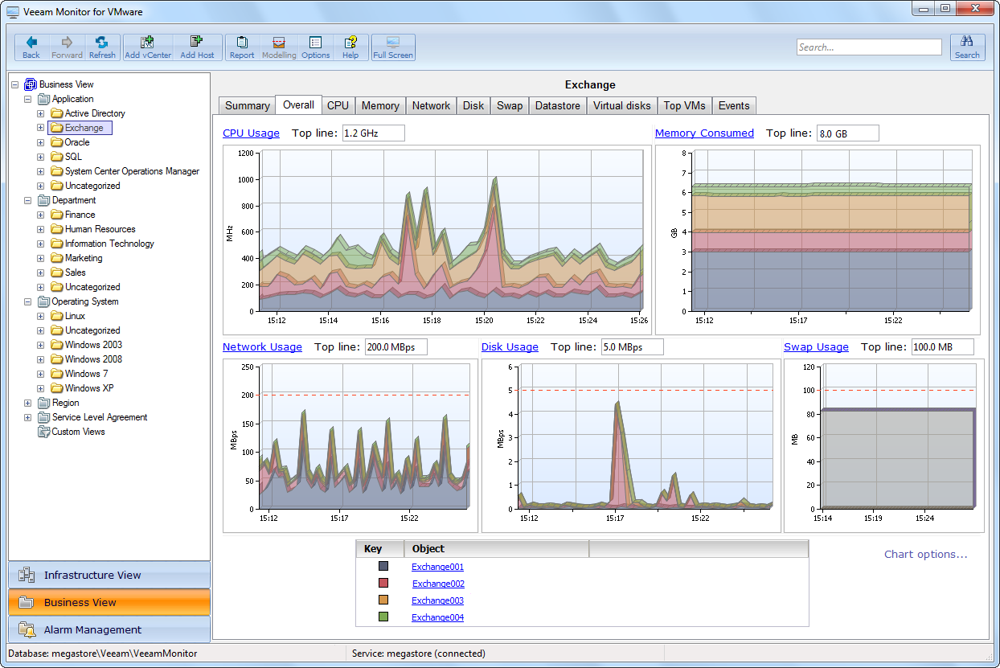 Veeam Monitor for VMware
Back Forward Refresh Add vCenter Add Host Report Modelling Options Help Full Screen Search... Search
Business View
Application
Active Directory
Exchange
Oracle
SQL
System Center Operations Manager
Uncategorized
Department
Finance
Human Resources
Information Technology
Marketing
Sales
Uncategorized
Operating System
Linux
Uncategorized
Windows 2003
Windows 2008
Windows 7
Windows XP
Region
Service Level Agreement
Custom Views
Infrastructure View
Business View
Alarm Management
Exchange
Summary Overall CPU Memory Network Disk Swap Datastore Virtual disks Top VMs Events
CPU Usage Top line: 1.2 GHz
1200
1000
800
600
400
200
0
MHz
15:12 15:14 15:16 15:18 15:20 15:22 15:24 15:26
Memory Consumed Top line: 8.0 GB
8
7
6
5
4
3
2
1
0
GB
15:12 15:17 15:22
Network Usage Top line: 200.0 MBps
250
200
150
100
50
0
MBps
15:12 15:17 15:22
Disk Usage Top line: 5.0 MBps
6
5
4
3
2
1
0
MBps
15:12 15:17 15:22
Swap Usage Top line: 100.0 MB
120
100
80
60
40
20
0
MB
15:14 15:19 15:24
Key Object
Exchange001
Exchange002
Exchange003
Exchange004
Chart options...
Database: megastore\Veeam\VeeamMonitor
Service: megastore (connected)